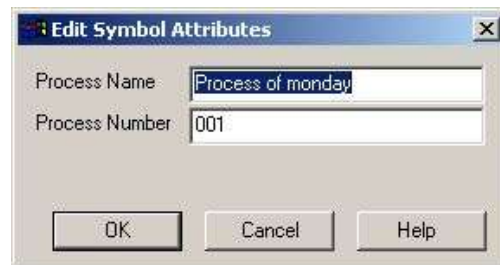 Edit Symbol Attributes
Process Name Process of monday
Process Number 001
OK Cancel Help